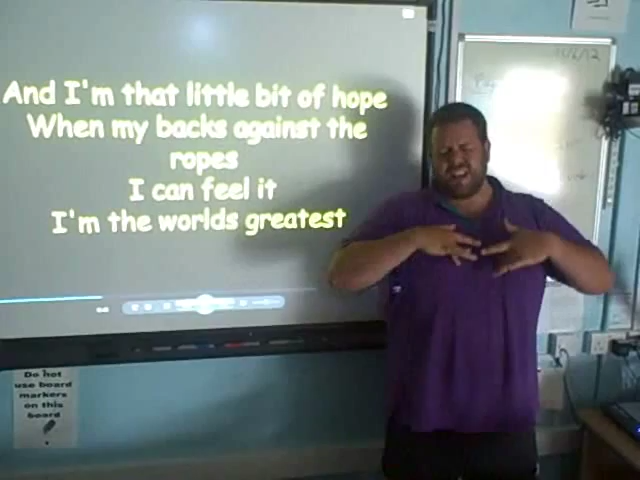 And I'm that little bit of hope
When my backs against the
ropes
I can feel it
I'm the worlds greatest
Do not
use board
markers
on this
board